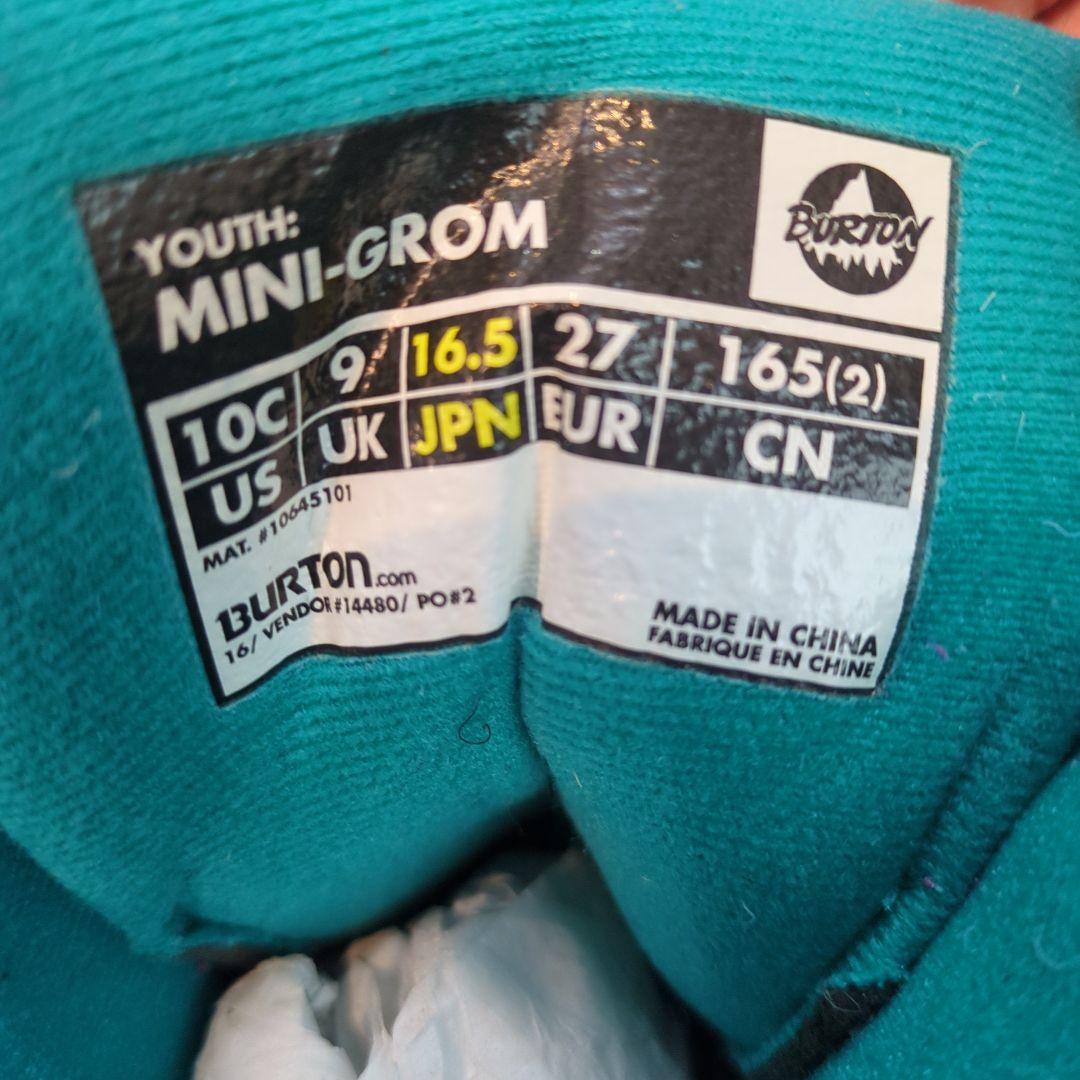 YOUTH:
MINI-GROM
BURTON
10C 9 16.5 27 165(2)
US UK JPN EUR CN
MAT. #10645101
BURTON.com
16/ VENDOR#14480/ PO#2
MADE IN CHINA
FABRIQUE EN CHINE